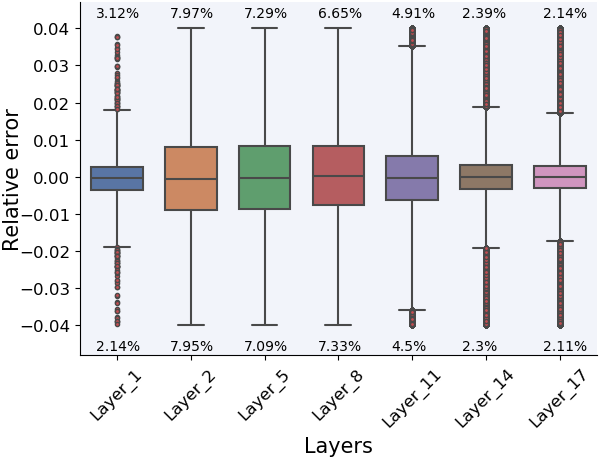 3.12% 7.97% 7.29% 6.65% 4.91% 2.39% 2.14%
0.04
0.03
0.02
0.01
0.00
−0.01
−0.02
−0.03
−0.04
Relative error
2.14% 7.95% 7.09% 7.33% 4.5% 2.3% 2.11%
Layer_1 Layer_2 Layer_5 Layer_8 Layer_11 Layer_14 Layer_17
Layers